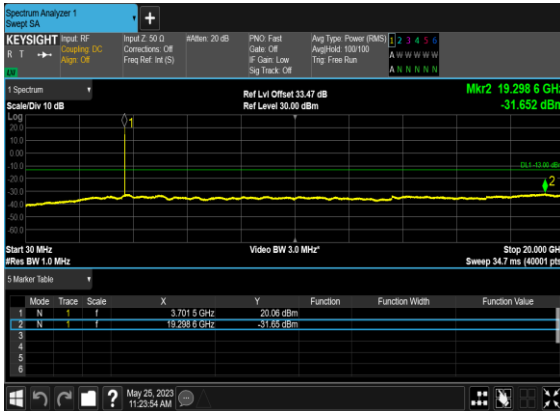 Spectrum Analyzer 1
Swept SA
+
KEYSIGHT Input: RF Input Z: 50 Ω #Atten: 20 dB PNO: Fast Avg Type: Power (RMS) 1 2 3 4 5 6
R T Coupling: DC Corrections: Off Gate: Off Avg|Hold: 100/100 A W W W W W
Align: Off Freq Ref: Int (S) IF Gain: Low Trig: Free Run
Sig Track: Off A N N N N N
1 Spectrum Ref Lvl Offset 33.47 dB Mkr2 19.298 6 GHz
Scale/Div 10 dB Ref Level 30.00 dBm -31.652 dBm
Log
20.0
10.0
0.00
-10.0
-20.0
-30.0
-40.0
-50.0
-60.0
1
DL1 -13.00 dBm
2
Start 30 MHz Video BW 3.0 MHz* Stop 20.000 GHz
#Res BW 1.0 MHz Sweep 34.7 ms (40001 pts)
5 Marker Table
Mode Trace Scale X Y Function Function Width Function Value
1 N 1 f 3.701 5 GHz 20.06 dBm
2 N 1 f 19.298 6 GHz -31.65 dBm
3
4
5
6
? May 25, 2023
11:23:54 AM